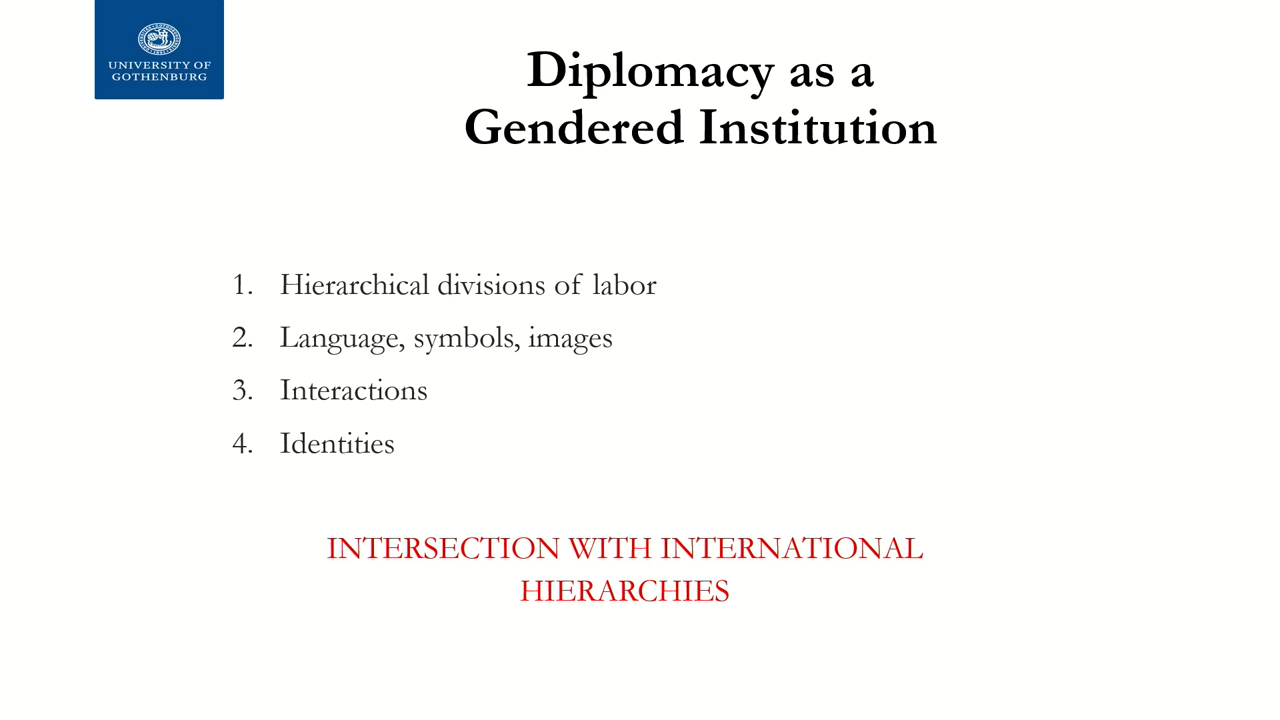 UNIVERSITY OF
GOTHENBURG
Diplomacy as a
Gendered Institution
1. Hierarchical divisions of labor
2. Language, symbols, images
3. Interactions
4. Identities
INTERSECTION WITH INTERNATIONAL
HIERARCHIES